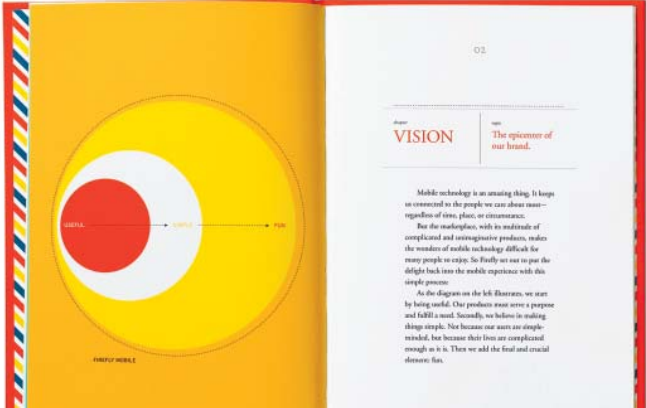 USEFUL
SIMPLE
FUN
FIREFLY MOBILE
02
chapter
VISION
topic
The epicenter of
our brand.
Mobile technology is an amazing thing. It keeps
us connected to the people we care about most—
regardless of time, place, or circumstance.
But the marketplace, with its multitude of
complicated and unimaginative products, makes
the wonders of mobile technology difficult for
many people to enjoy. So Firefly set out to put the
delight back into the mobile experience with this
simple process:
As the diagram on the left illustrates, we start
by being useful. Our products must serve a purpose
and fulfill a need. Secondly, we believe in making
things simple. Not because our users are simple-
minded, but because their lives are complicated
enough as it is. Then we add the final and crucial
element: fun.